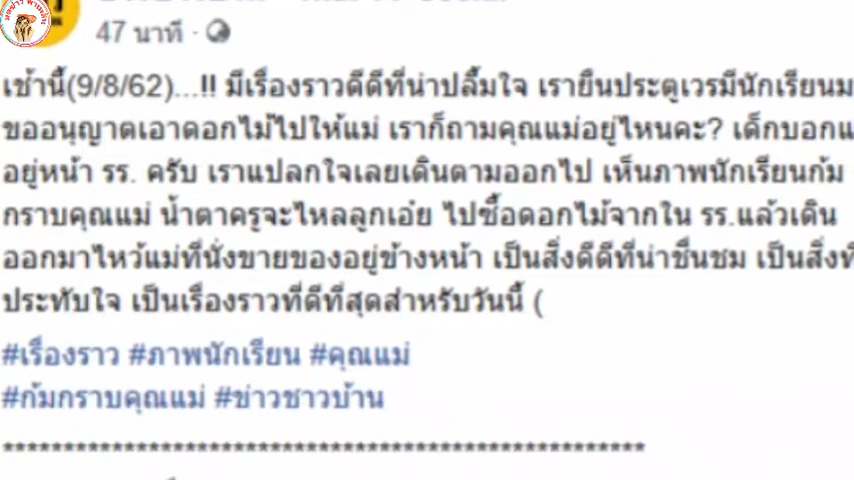 47 นาที ·
เช้านี้(9/8/62)...!! มีเรื่องราวดีดีที่น่าปลื้มใจ เรายืนประตูเวรมีนักเรียนม
ขออนุญาตเอาดอกไม้ไปให้แม่ เราก็ถามคุณแม่อยู่ไหนคะ? เด็กบอกแ
อยู่หน้า รร. ครับ เราแปลกใจเลยเดินตามออกไป เห็นภาพนักเรียนก้ม
กราบคุณแม่ น้ำตาครูจะไหลลูกเอ๋ย ไปซื้อดอกไม้จากใน รร.แล้วเดิน
ออกมาไหว้แม่ที่นั่งขายของอยู่ข้างหน้า เป็นสิ่งดีดีที่น่าชื่นชม เป็นสิ่งที่
ประทับใจ เป็นเรื่องราวที่ดีที่สุดสำหรับวันนี้ (
#เรื่องราว #ภาพนักเรียน #คุณแม่
#ก้มกราบคุณแม่ #ข่าวชาวบ้าน
*****************************************************